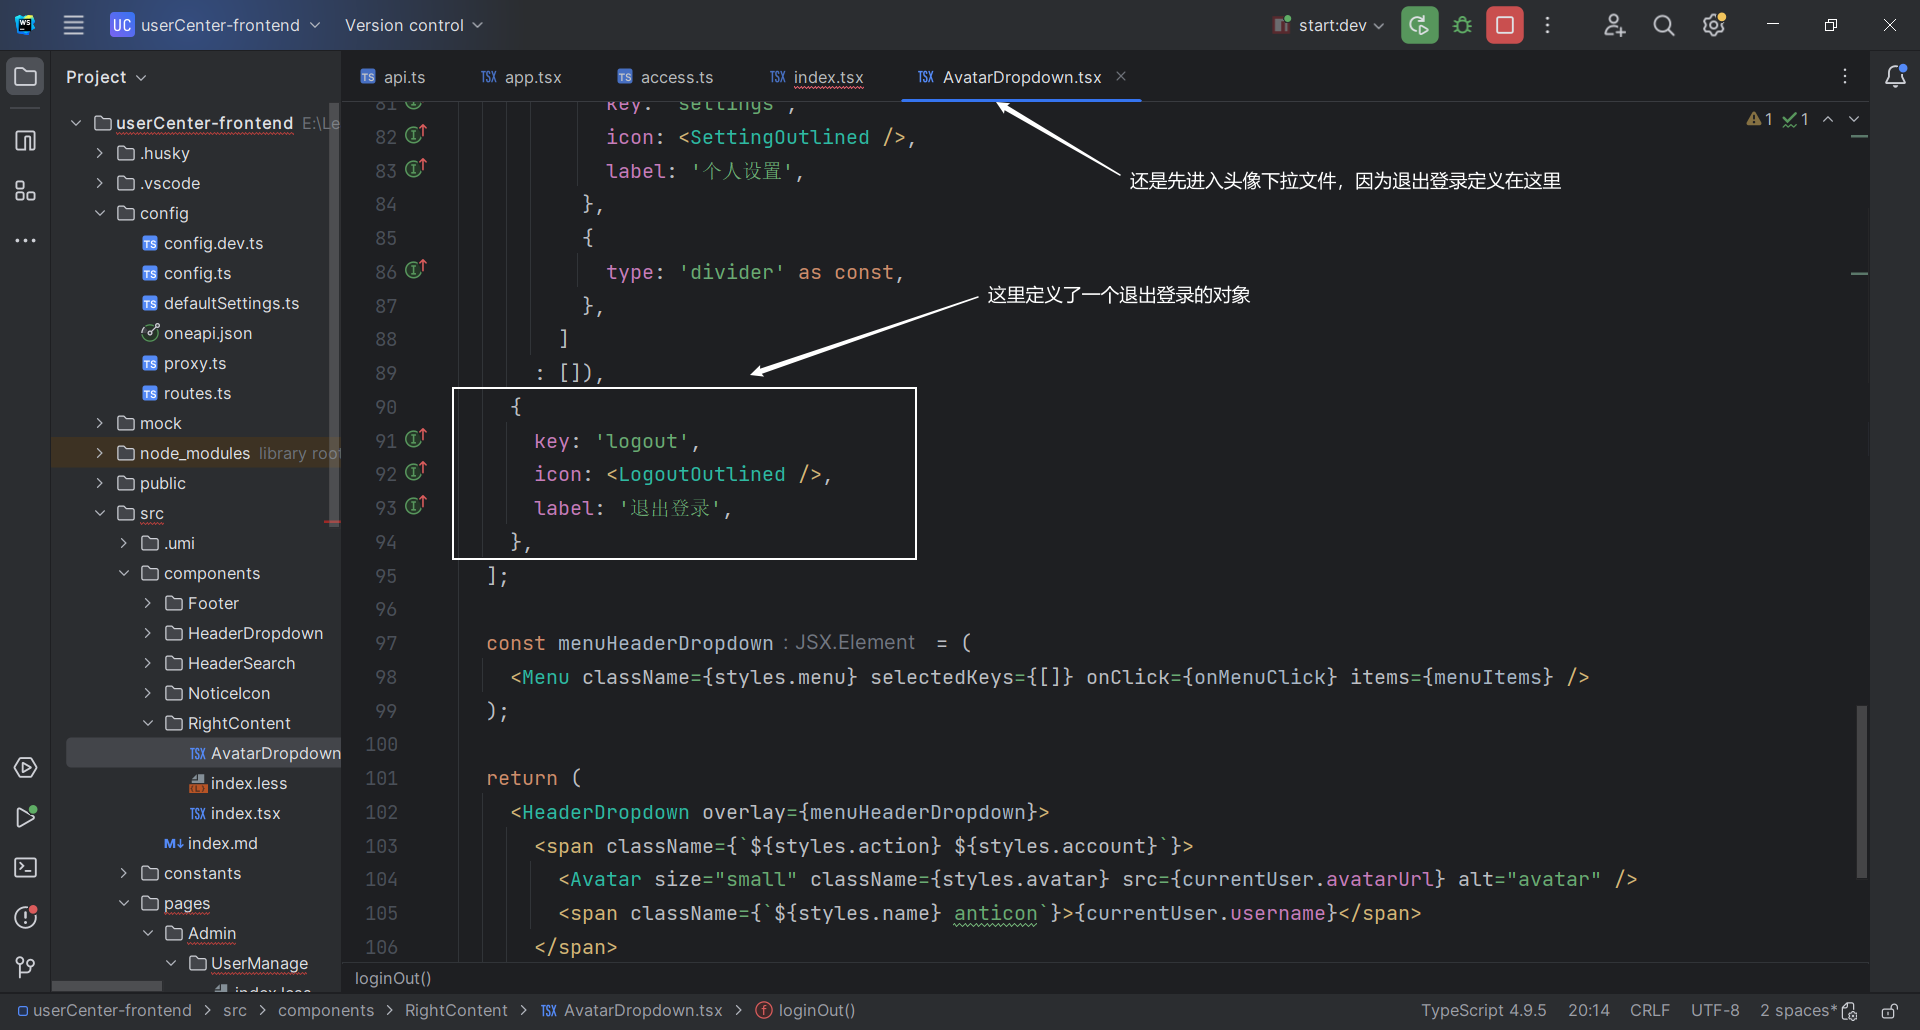 UC userCenter-frontend Version control start:dev
Project
api.ts app.tsx access.ts index.tsx AvatarDropdown.tsx
userCenter-frontend E:\Le
.husky
.vscode
config
config.dev.ts
config.ts
defaultSettings.ts
oneapi.json
proxy.ts
routes.ts
mock
node_modules library root
public
src
.umi
components
Footer
HeaderDropdown
HeaderSearch
NoticeIcon
RightContent
AvatarDropdown
index.less
index.tsx
index.md
constants
pages
Admin
UserManage
index.less
81 key: 'settings',
82 icon: <SettingOutlined />,
83 label: '个人设置',
84 },
85 {
86 type: 'divider' as const,
87 },
88 ]
89 : []),
90 {
91 key: 'logout',
92 icon: <LogoutOutlined />,
93 label: '退出登录',
94 },
95 ];
96
97 const menuHeaderDropdown : JSX.Element = (
98 <Menu className={styles.menu} selectedKeys={[]} onClick={onMenuClick} items={menuItems} />
99 );
100
101 return (
102 <HeaderDropdown overlay={menuHeaderDropdown}>
103 <span className={`${styles.action} ${styles.account}`}>
104 <Avatar size="small" className={styles.avatar} src={currentUser.avatarUrl} alt="avatar" />
105 <span className={`${styles.name} anticon`}>{currentUser.username}</span>
106 </span>
1 1
还是先进入头像下拉文件，因为退出登录定义在这里
这里定义了一个退出登录的对象
loginOut()
userCenter-frontend > src > components > RightContent > AvatarDropdown.tsx > loginOut()
TypeScript 4.9.5 20:14 CRLF UTF-8 2 spaces*